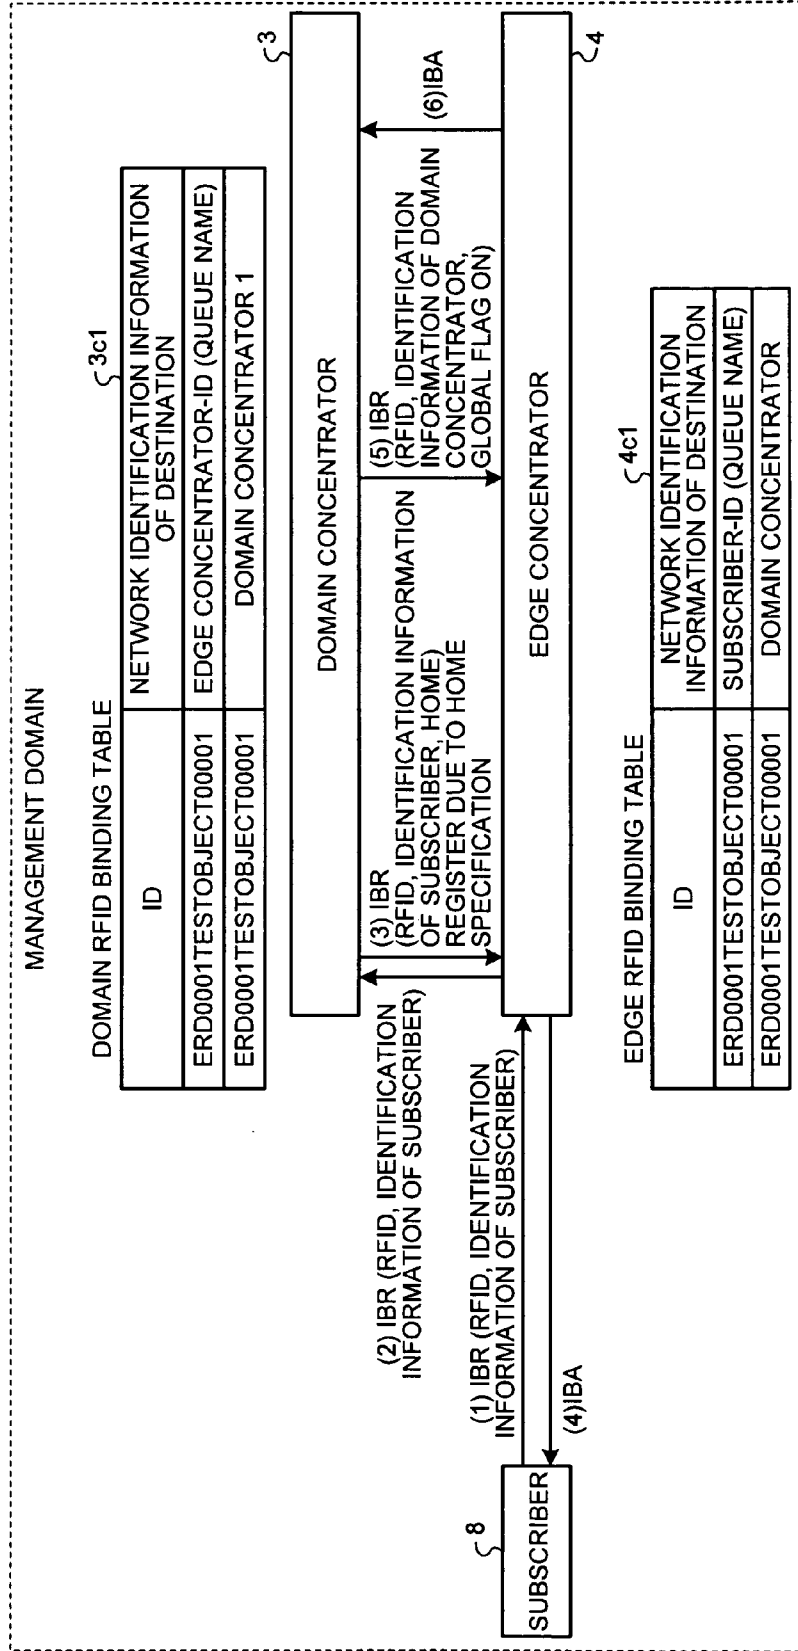 MANAGEMENT DOMAIN
DOMAIN RFID BINDING TABLE
3c1
ID
NETWORK IDENTIFICATION INFORMATION
OF DESTINATION
ERD0001TESTOBJECT00001
EDGE CONCENTRATOR-ID (QUEUE NAME)
ERD0001TESTOBJECT00001
DOMAIN CONCENTRATOR 1
3
DOMAIN CONCENTRATOR
(2) IBR (RFID, IDENTIFICATION
INFORMATION OF SUBSCRIBER)
(3) IBR
(RFID, IDENTIFICATION INFORMATION
OF SUBSCRIBER, HOME)
REGISTER DUE TO HOME
SPECIFICATION
(5) IBR
(RFID, IDENTIFICATION
INFORMATION OF DOMAIN
CONCENTRATOR,
GLOBAL FLAG ON)
(6)IBA
8
SUBSCRIBER
(1) IBR (RFID, IDENTIFICATION
INFORMATION OF SUBSCRIBER)
(4)IBA
EDGE CONCENTRATOR
4
EDGE RFID BINDING TABLE
4c1
ID
NETWORK IDENTIFICATION
INFORMATION OF DESTINATION
ERD0001TESTOBJECT00001
SUBSCRIBER-ID (QUEUE NAME)
ERD0001TESTOBJECT00001
DOMAIN CONCENTRATOR